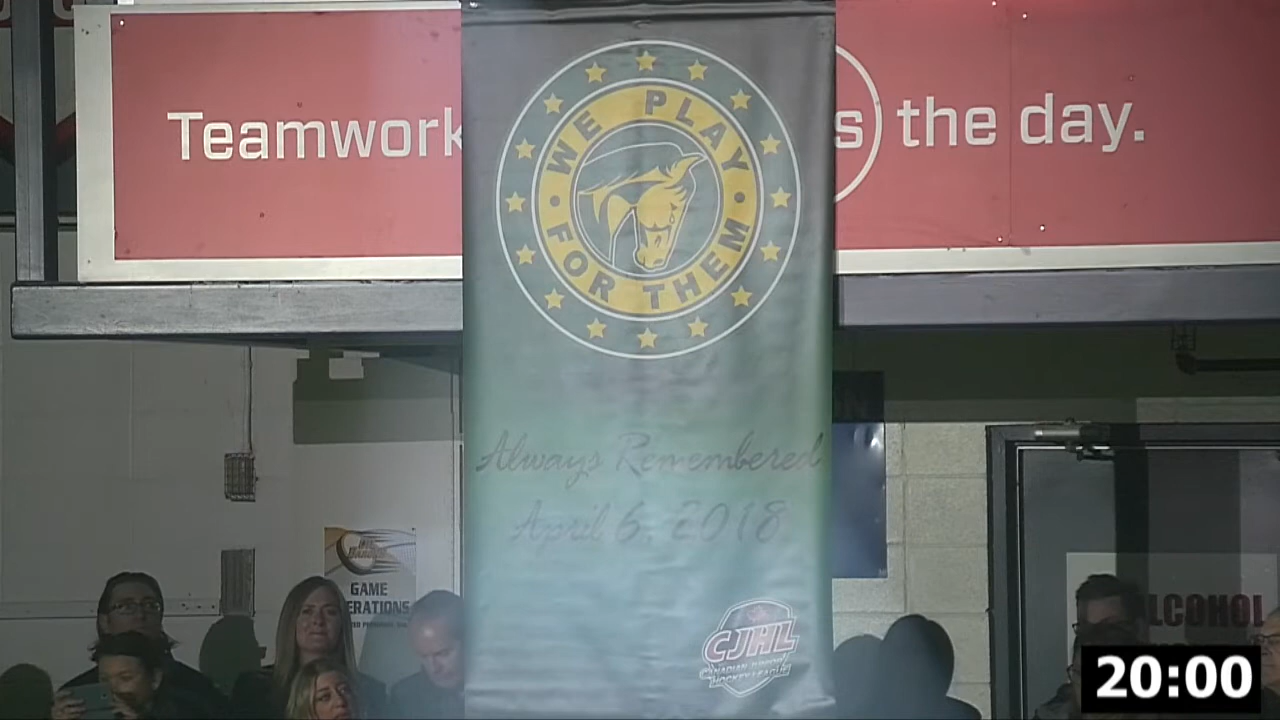 Teamwork s the day.
WE PLAY
FOR THEM
Always Remembered
April 6, 2018
CJHL
CANADIAN JUNIOR
HOCKEY LEAGUE
GAME
ERATIONS
ALCOHOL
20:00